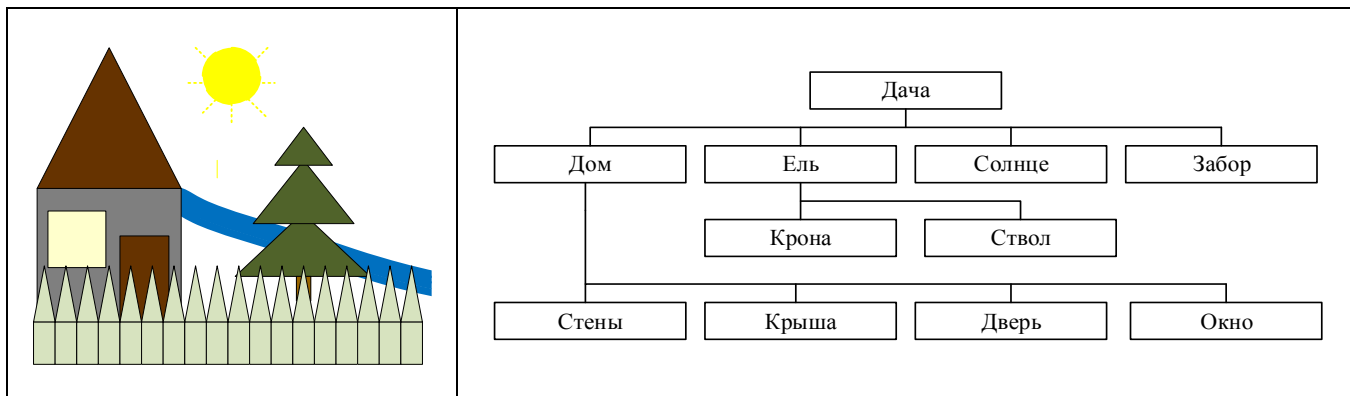 Дача
Дом
Ель
Солнце
Забор
Крона
Ствол
Стены
Крыша
Дверь
Окно